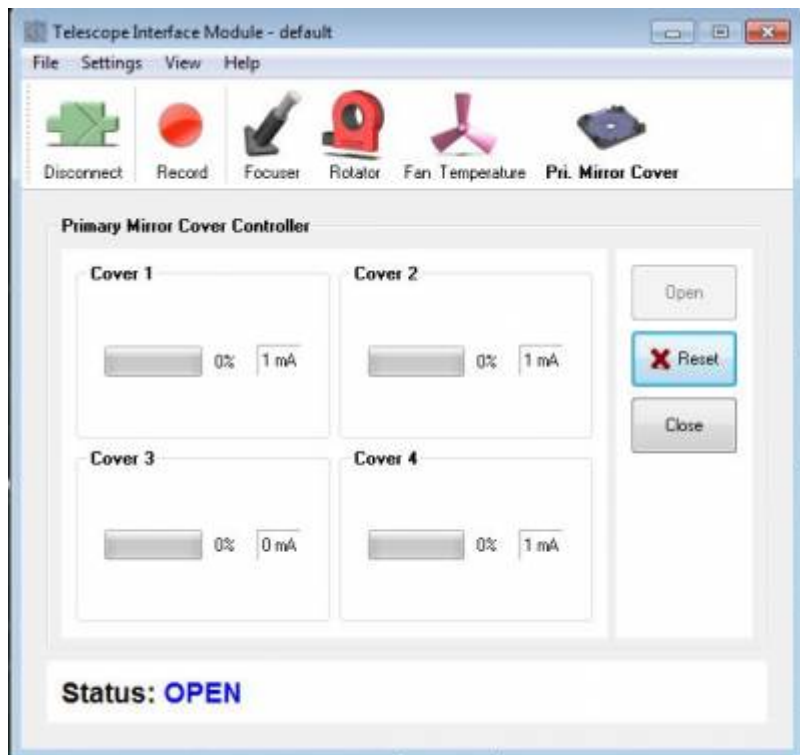 Telescope Interface Module - default
File Settings View Help
Disconnect Record Focuser Rotator Fan Temperature Pri. Mirror Cover
Primary Mirror Cover Controller
Cover 1
0% 1 mA
Cover 2
0% 1 mA
Cover 3
0% 0 mA
Cover 4
0% 1 mA
Open
Reset
Close
Status: OPEN